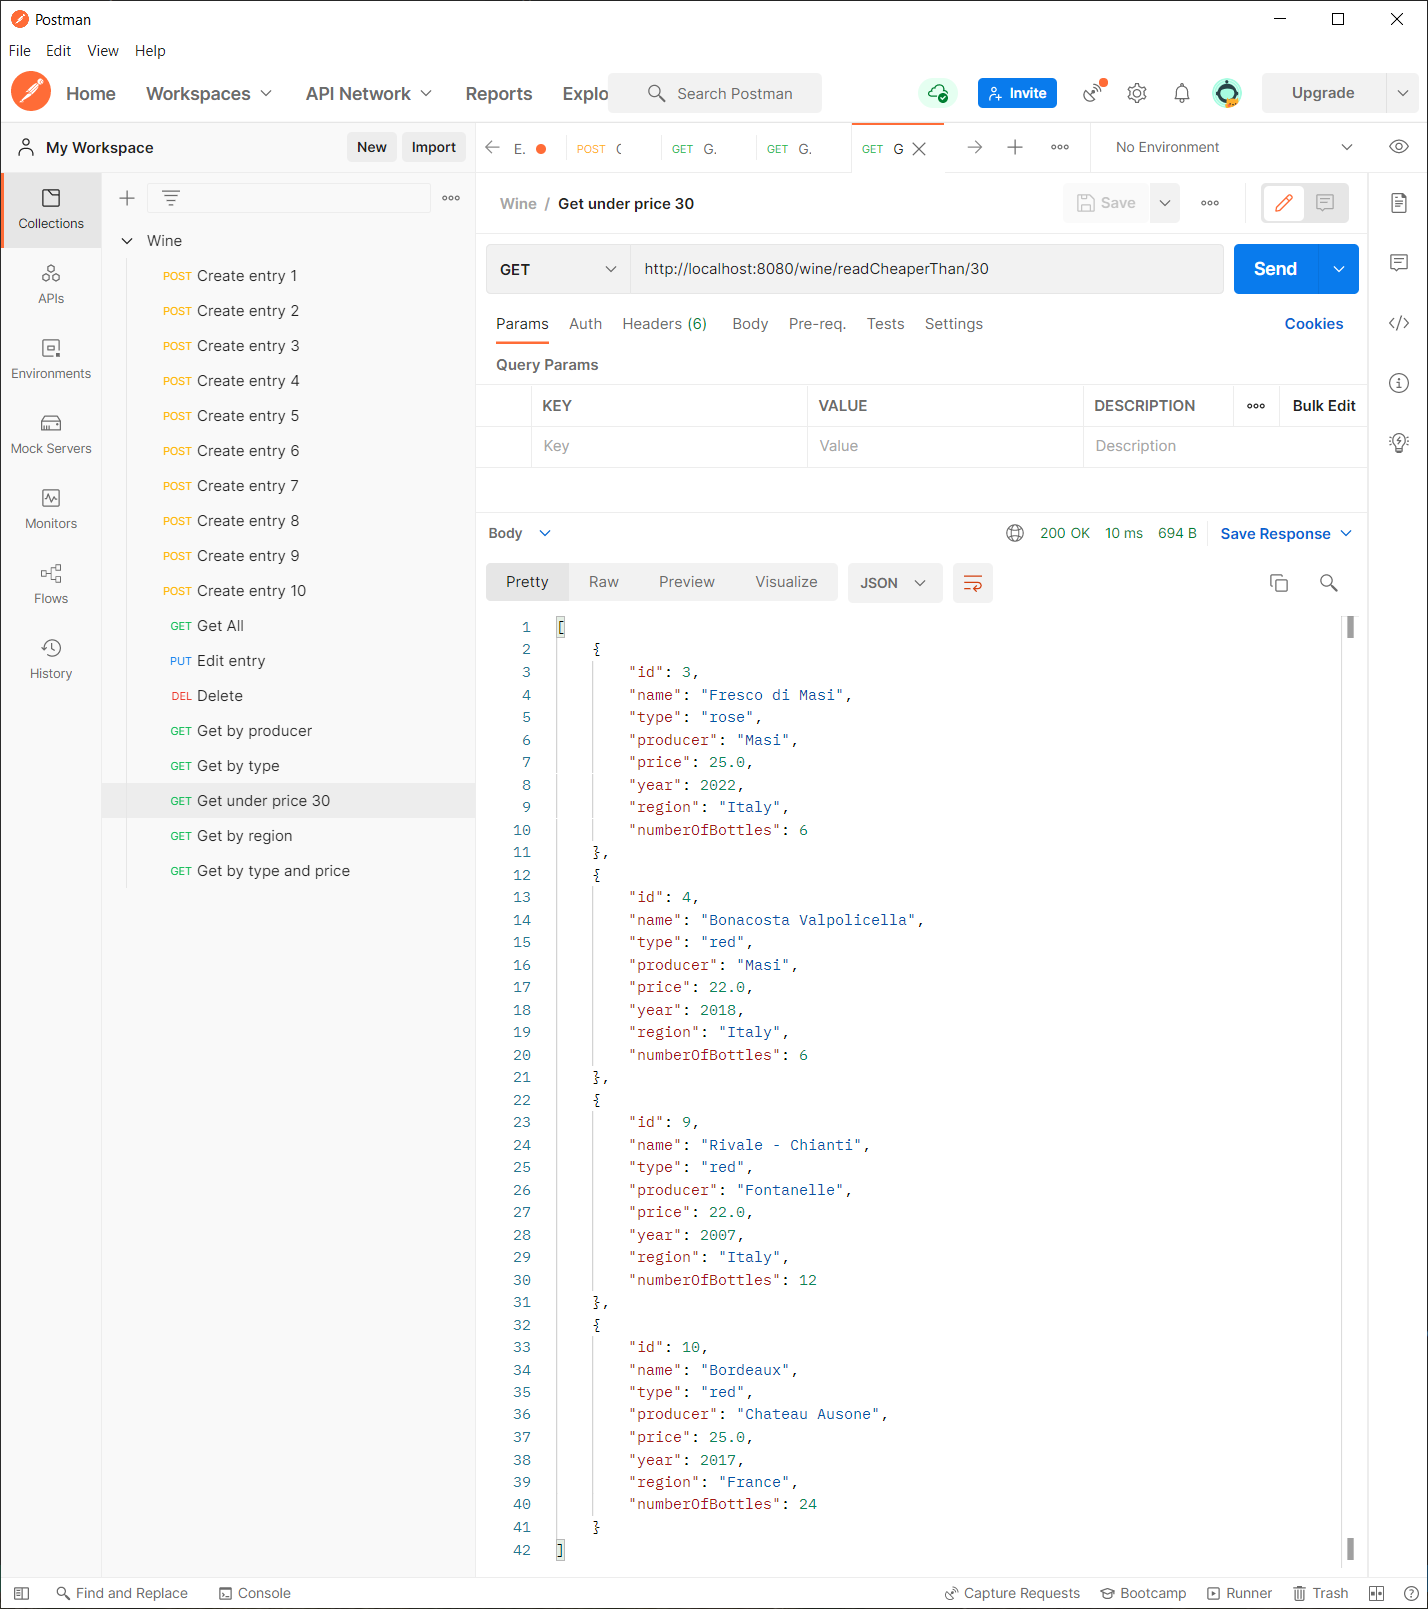 Postman
File Edit View Help
Home Workspaces API Network Reports Explo Search Postman Invite Upgrade
My Workspace New Import
E. POST GET G. GET G. GET G No Environment
Collections
APIs
Environments
Mock Servers
Monitors
Flows
History
Wine
POST Create entry 1
POST Create entry 2
POST Create entry 3
POST Create entry 4
POST Create entry 5
POST Create entry 6
POST Create entry 7
POST Create entry 8
POST Create entry 9
POST Create entry 10
GET Get All
PUT Edit entry
DEL Delete
GET Get by producer
GET Get by type
GET Get under price 30
GET Get by region
GET Get by type and price
Wine / Get under price 30 Save
GET http://localhost:8080/wine/readCheaperThan/30 Send
Params Auth Headers (6) Body Pre-req. Tests Settings Cookies
Query Params
KEY VALUE DESCRIPTION Bulk Edit
Key Value Description
Body 200 OK 10 ms 694 B Save Response
Pretty Raw Preview Visualize JSON
1 [
2 {
3 "id": 3,
4 "name": "Fresco di Masi",
5 "type": "rose",
6 "producer": "Masi",
7 "price": 25.0,
8 "year": 2022,
9 "region": "Italy",
10 "numberOfBottles": 6
11 },
12 {
13 "id": 4,
14 "name": "Bonacosta Valpolicella",
15 "type": "red",
16 "producer": "Masi",
17 "price": 22.0,
18 "year": 2018,
19 "region": "Italy",
20 "numberOfBottles": 6
21 },
22 {
23 "id": 9,
24 "name": "Rivale - Chianti",
25 "type": "red",
26 "producer": "Fontanelle",
27 "price": 22.0,
28 "year": 2007,
29 "region": "Italy",
30 "numberOfBottles": 12
31 },
32 {
33 "id": 10,
34 "name": "Bordeaux",
35 "type": "red",
36 "producer": "Chateau Ausone",
37 "price": 25.0,
38 "year": 2017,
39 "region": "France",
40 "numberOfBottles": 24
41 }
42 ]
Find and Replace Console Capture Requests Bootcamp Runner Trash